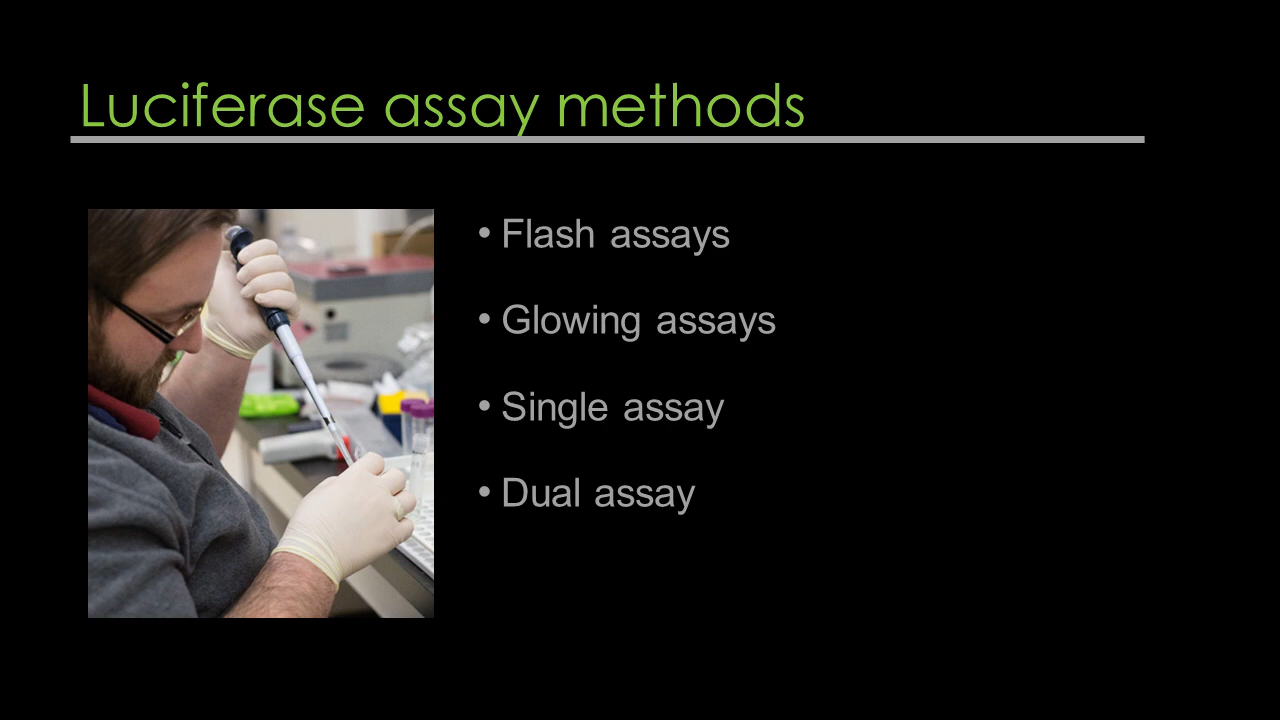 Luciferase assay methods
• Flash assays
• Glowing assays
• Single assay
• Dual assay